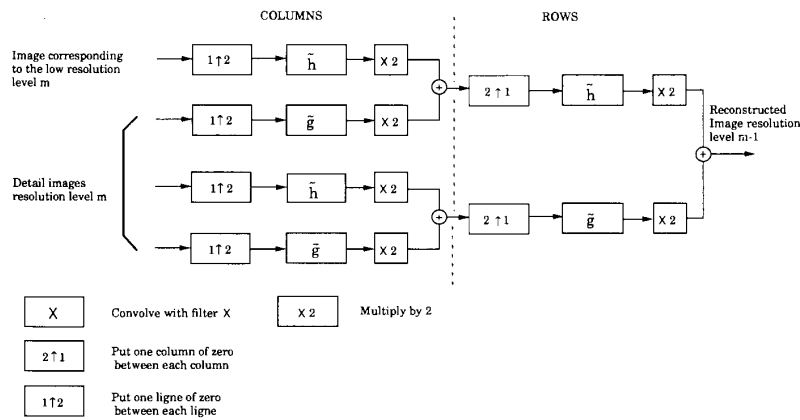 COLUMNS
ROWS
Image corresponding
to the low resolution
level m
1↑2
h̃
X 2
1↑2
g̃
X 2
2↑1
h̃
X 2
Reconstructed
Image resolution
level m-1
Detail images
resolution level m
1↑2
h̃
X 2
1↑2
g̃
X 2
2↑1
g̃
X 2
X
Convolve with filter X
X 2
Multiply by 2
2↑1
Put one column of zero
between each column
1↑2
Put one ligne of zero
between each ligne